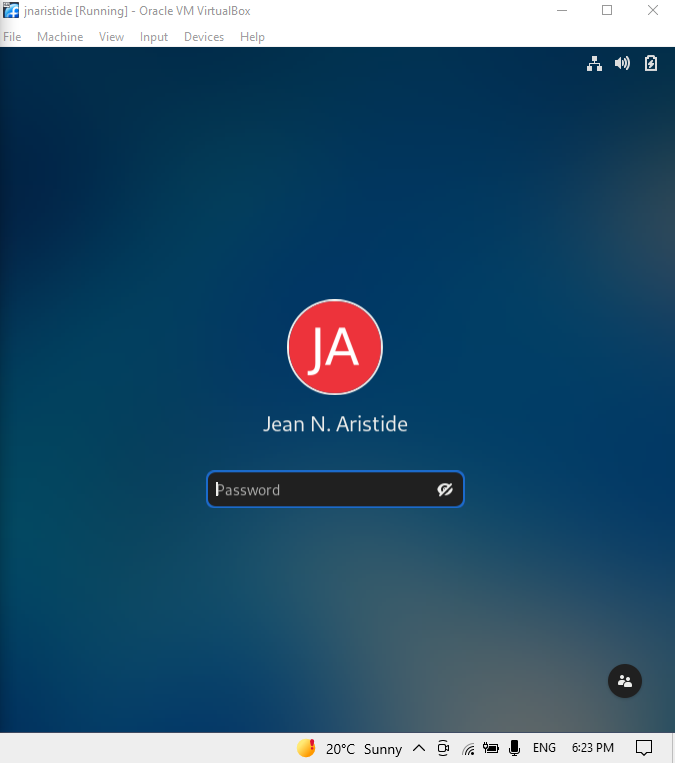 jnaristide [Running] - Oracle VM VirtualBox
File Machine View Input Devices Help
JA
Jean N. Aristide
Password
20°C Sunny ENG 6:23 PM